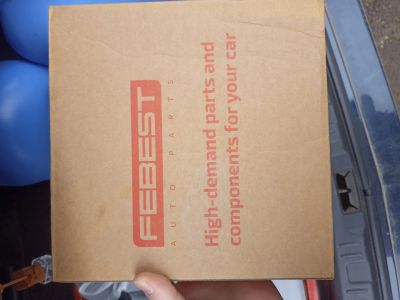 FEBEST
AUTO PARTS
High-demand parts and
components for your car